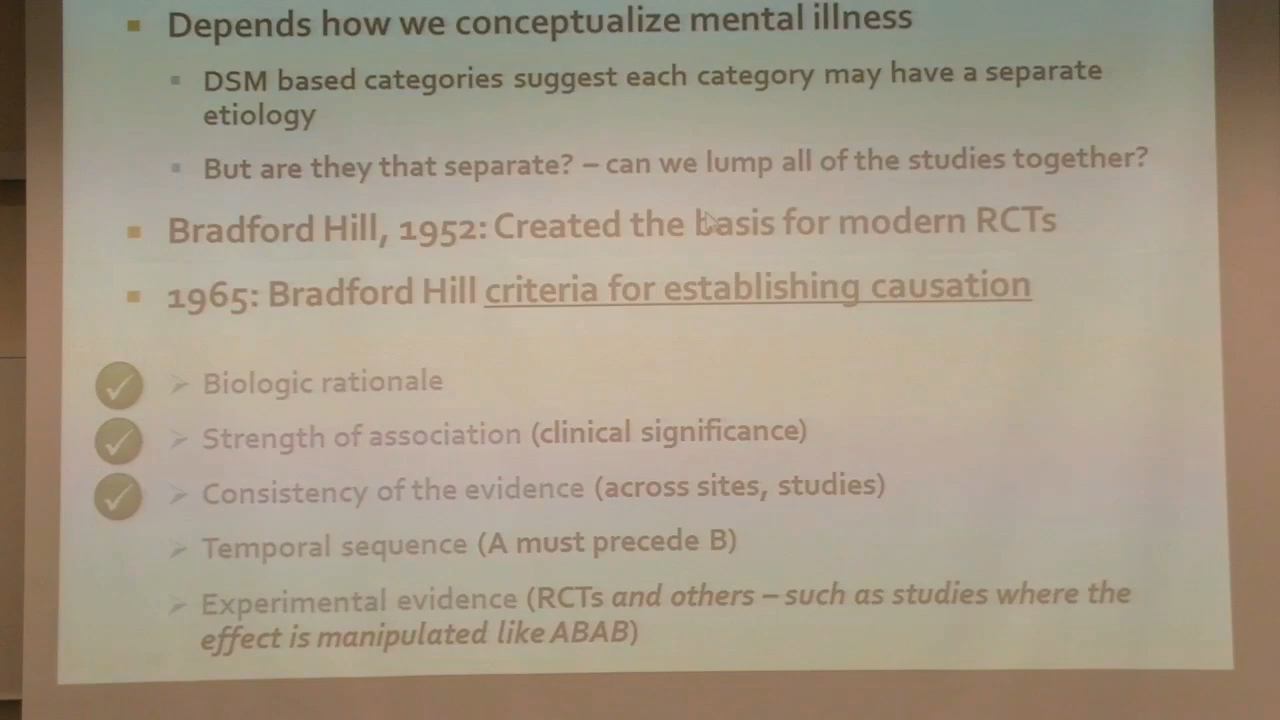 Depends how we conceptualize mental illness
DSM based categories suggest each category may have a separate
etiology
But are they that separate? – can we lump all of the studies together?
Bradford Hill, 1952: Created the basis for modern RCTs
1965: Bradford Hill criteria for establishing causation
Biologic rationale
Strength of association (clinical significance)
Consistency of the evidence (across sites, studies)
Temporal sequence (A must precede B)
Experimental evidence (RCTs and others – such as studies where the
effect is manipulated like ABAB)